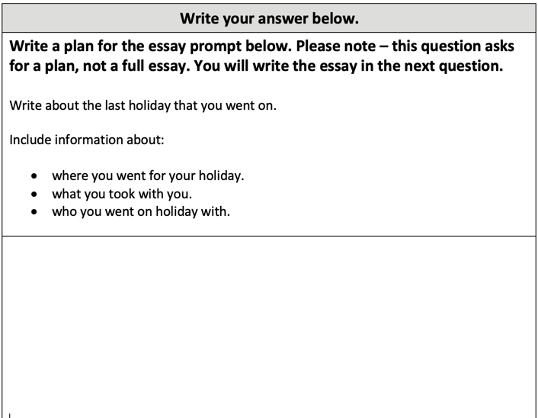 Write your answer below.
Write a plan for the essay prompt below. Please note – this question asks
for a plan, not a full essay. You will write the essay in the next question.
Write about the last holiday that you went on.
Include information about:
• where you went for your holiday.
• what you took with you.
• who you went on holiday with.